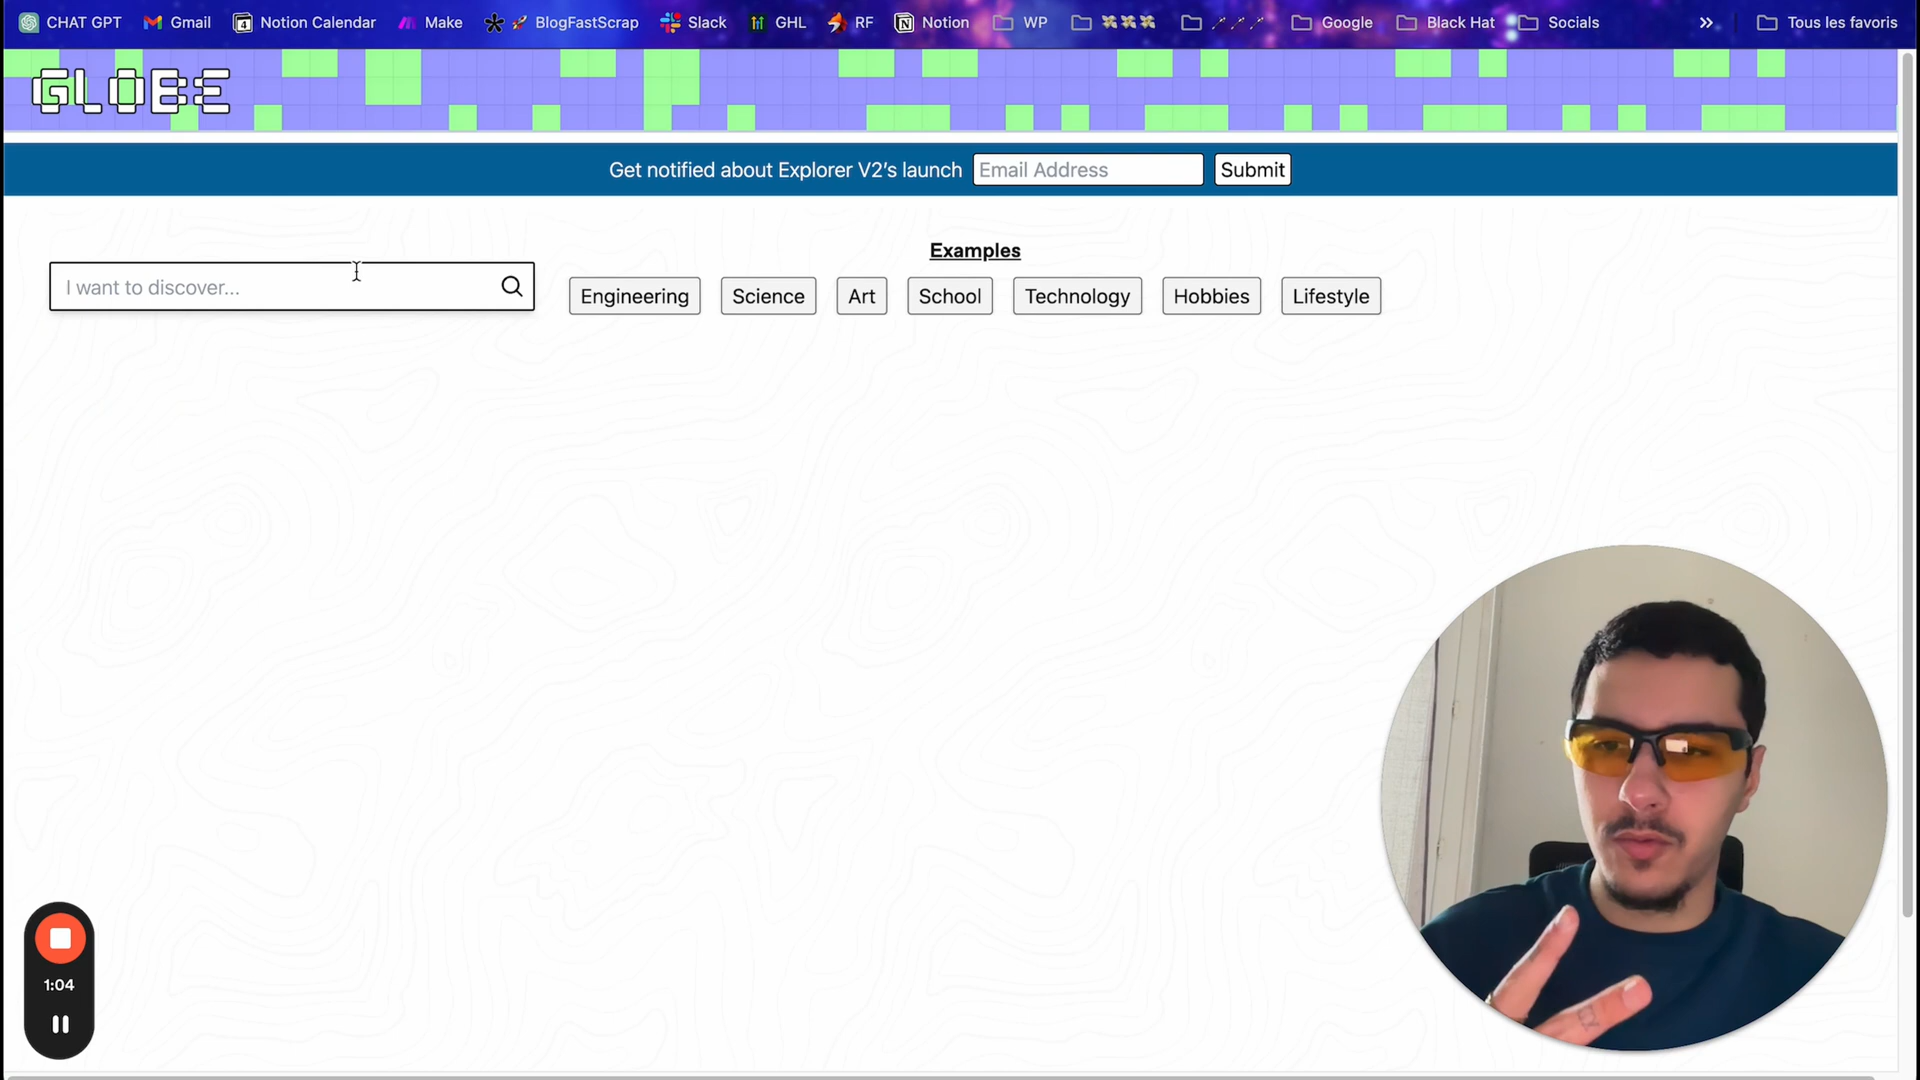 CHAT GPT Gmail Notion Calendar Make BlogFastScrap Slack GHL RF Notion WP Google Black Hat Socials Tous les favoris
GLOBE
Get notified about Explorer V2's launch Email Address Submit
Examples
I want to discover...
Engineering Science Art School Technology Hobbies Lifestyle
1:04